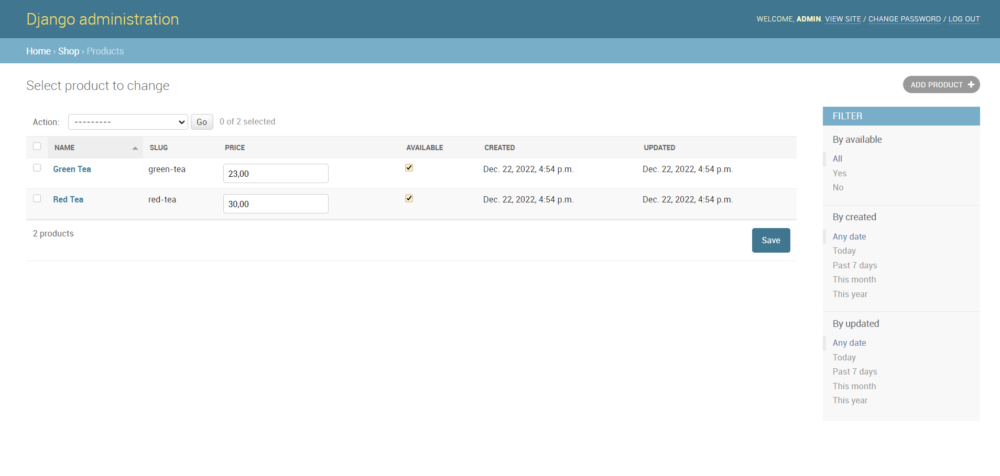 Django administration
WELCOME, ADMIN. VIEW SITE / CHANGE PASSWORD / LOG OUT
Home › Shop › Products
Select product to change
ADD PRODUCT
Action: --------- Go 0 of 2 selected
NAME SLUG PRICE AVAILABLE CREATED UPDATED
Green Tea green-tea 23,00 Dec. 22, 2022, 4:54 p.m. Dec. 22, 2022, 4:54 p.m.
Red Tea red-tea 30,00 Dec. 22, 2022, 4:54 p.m. Dec. 22, 2022, 4:54 p.m.
2 products
Save
FILTER
By available
All
Yes
No
By created
Any date
Today
Past 7 days
This month
This year
By updated
Any date
Today
Past 7 days
This month
This year